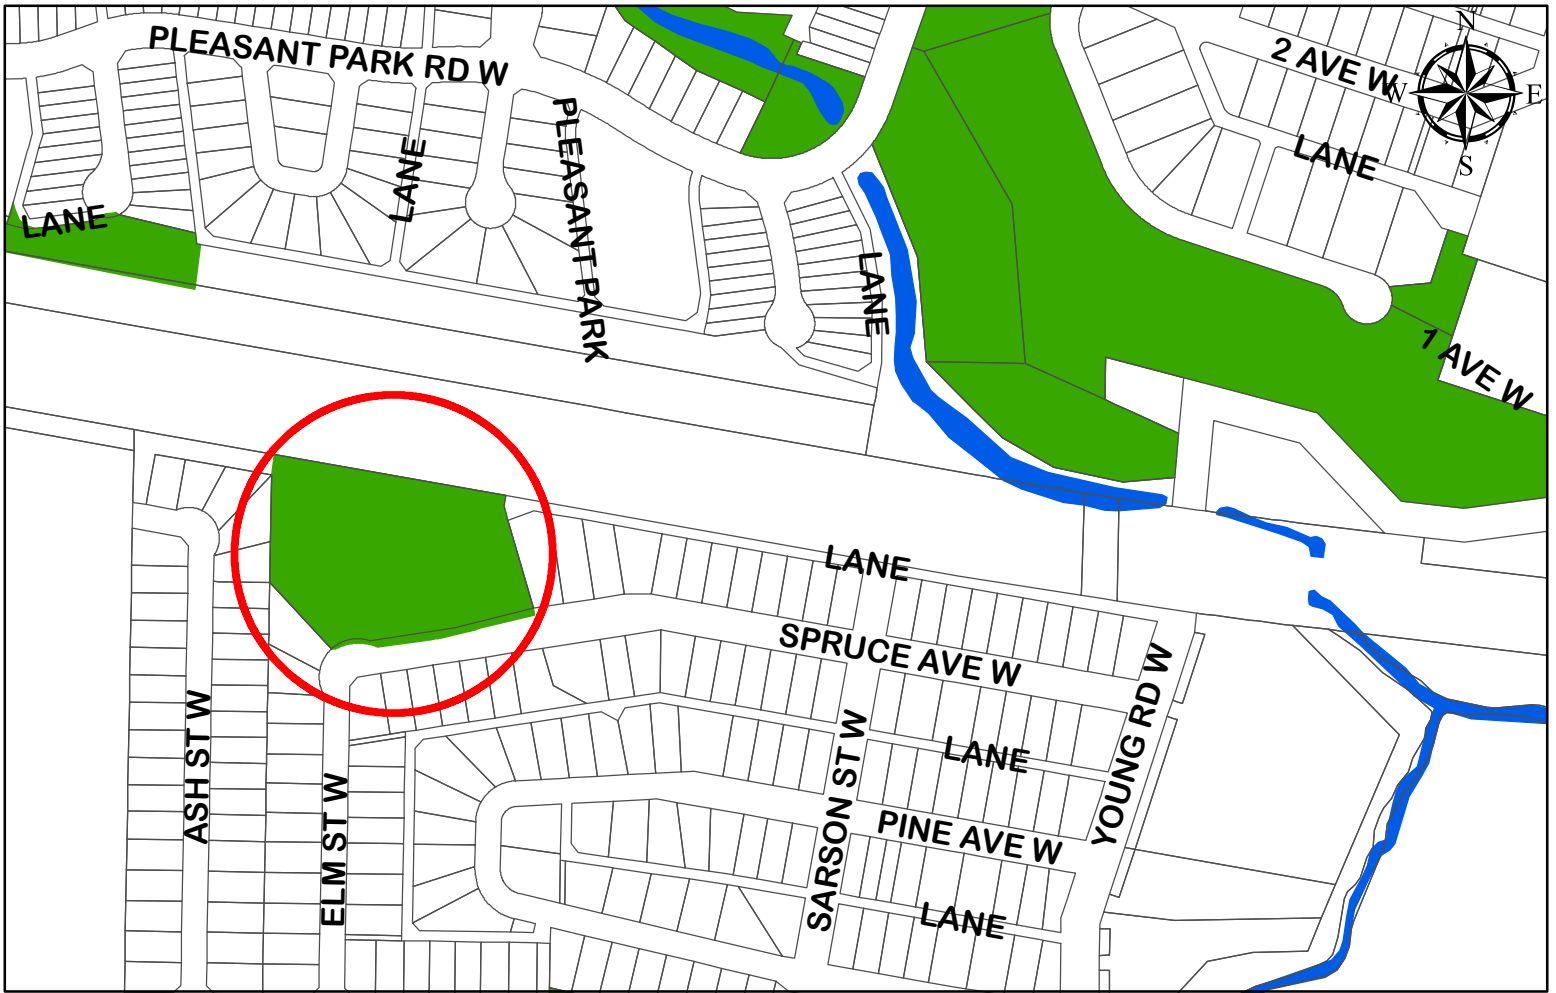 N
PLEASANT PARK RD W
2 AVE W
W
E
LANE
S
LANE
LANE
PLEASANT PARK
LANE
1 AVE W
LANE
SPRUCE AVE W
YOUNG RD W
ASH ST W
ELM ST W
SARSON ST W
LANE
PINE AVE W
LANE